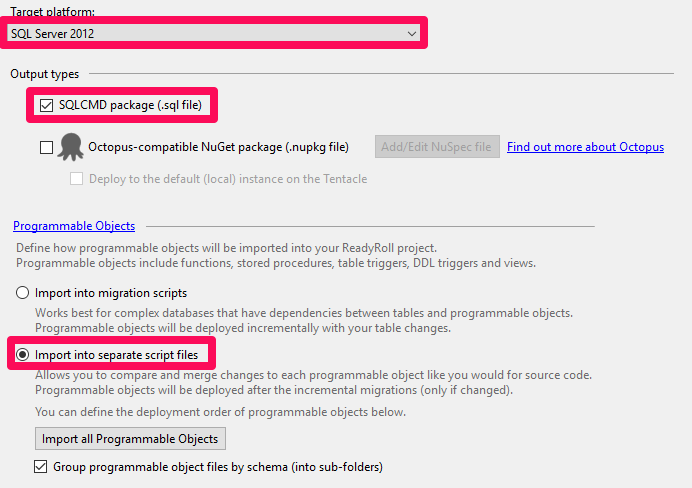 Target platform:
SQL Server 2012
Output types
SQLCMD package (.sql file)
Octopus-compatible NuGet package (.nupkg file) Add/Edit NuSpec file Find out more about Octopus
Deploy to the default (local) instance on the Tentacle
Programmable Objects
Define how programmable objects will be imported into your ReadyRoll project.
Programmable objects include functions, stored procedures, table triggers, DDL triggers and views.
Import into migration scripts
Works best for complex databases that have dependencies between tables and programmable objects.
Programmable objects will be deployed incrementally with your table changes.
Import into separate script files
Allows you to compare and merge changes to each programmable object like you would for source code.
Programmable objects will be deployed after the incremental migrations (only if changed).
You can define the deployment order of programmable objects below.
Import all Programmable Objects
Group programmable object files by schema (into sub-folders)